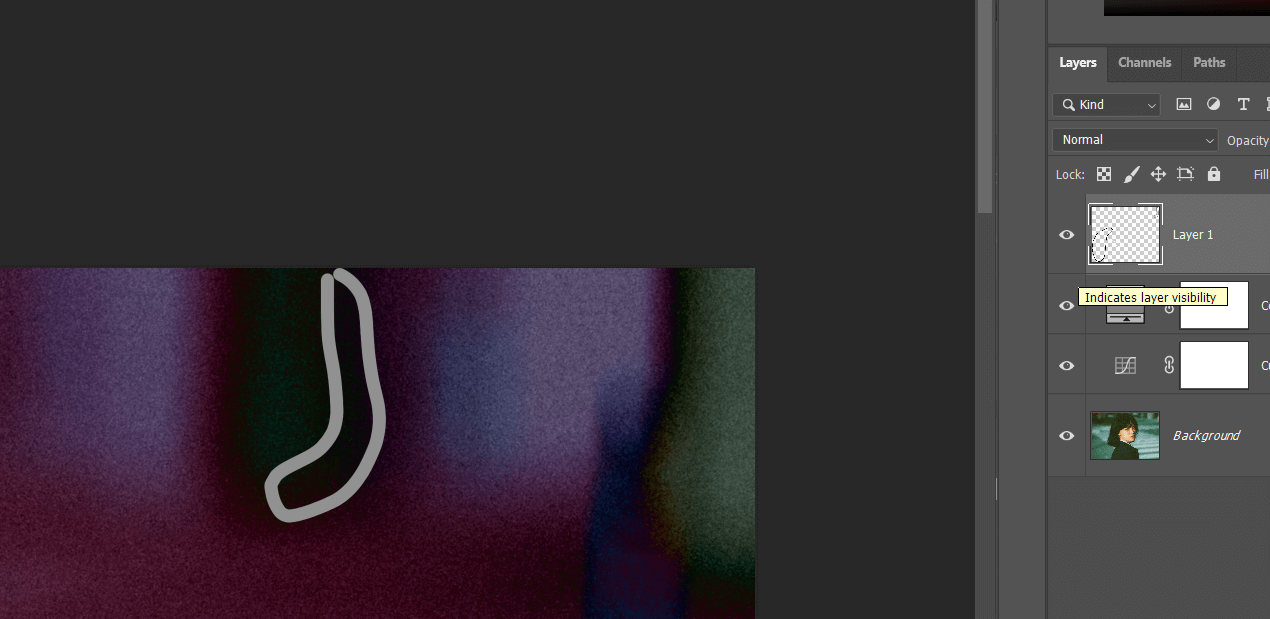 Layers Channels Paths
Kind
Normal Opacity
Lock: Fill
Layer 1
Indicates layer visibility
Background